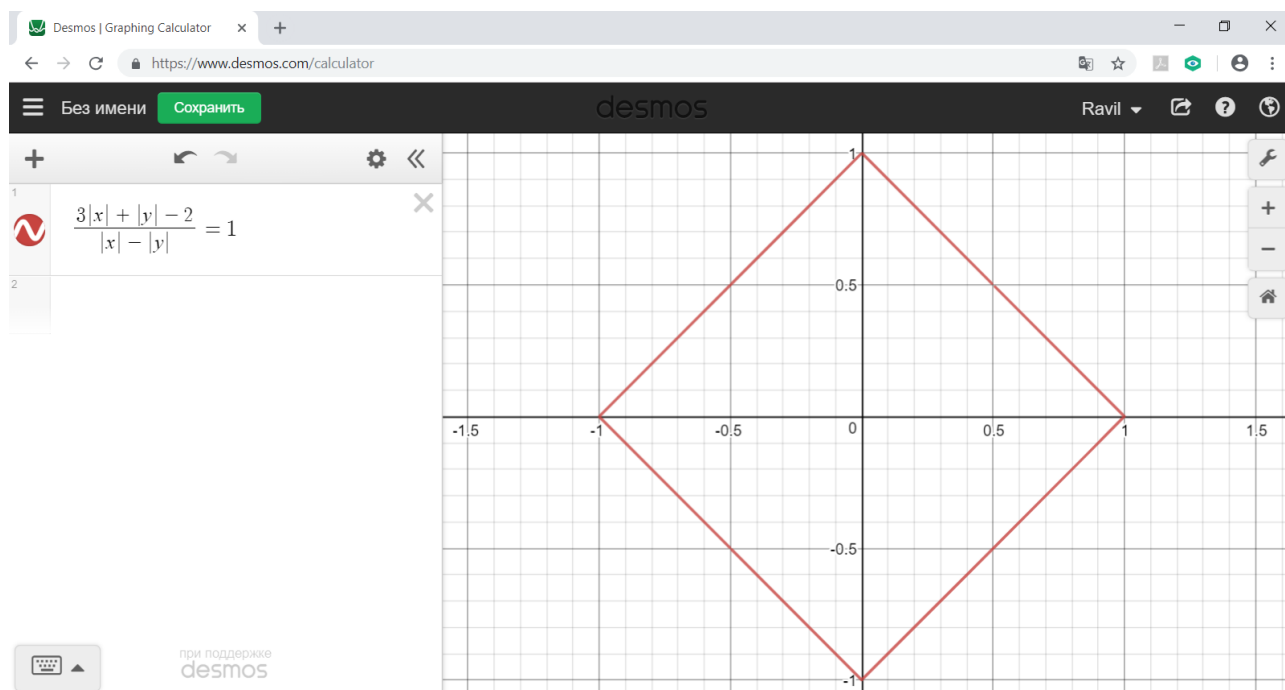 Desmos | Graphing Calculator
https://www.desmos.com/calculator
Без имени Сохранить desmos Ravil
1
3|x| + |y| − 2
|x| − |y|
= 1
2
1
0.5
-1.5 -1 -0.5 0 0.5 1 1.5
-0.5
-1
при поддержке
desmos